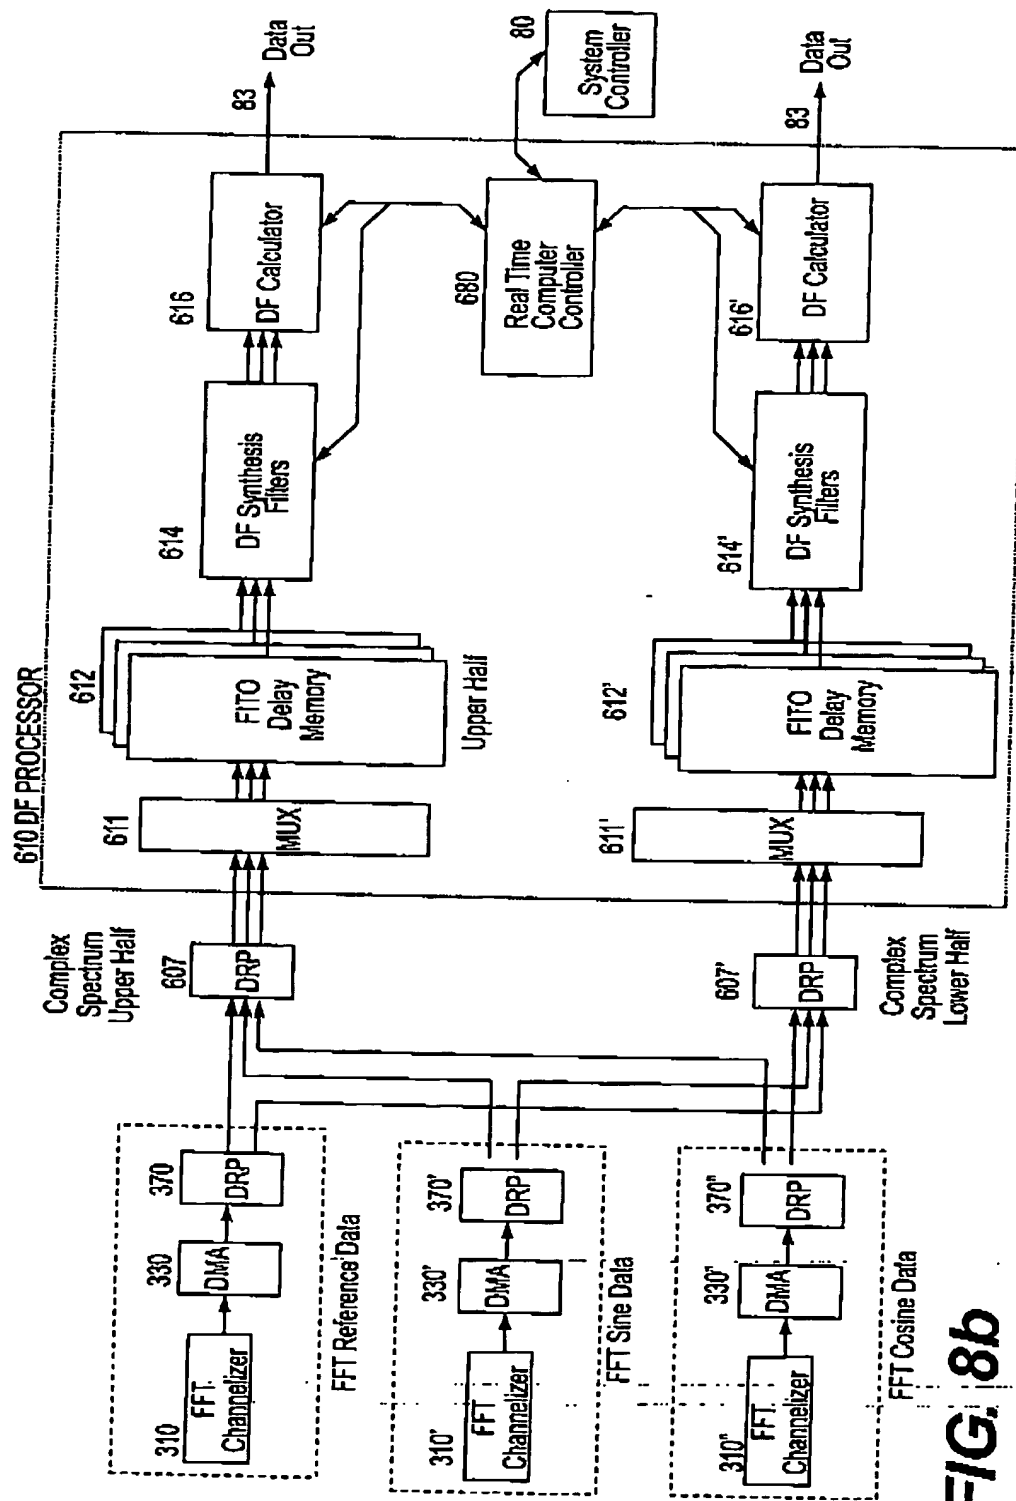 610 DF PROCESSOR
310
FFT
Channelizer
330
DMA
370
DRP
FFT Reference Data
Complex
Spectrum
Upper Half
607
DRP
611
MUX
612
FITO
Delay
Memory
Upper Half
614
DF Synthesis
Filters
616
DF Calculator
83
Data
Out
310'
FFT
Channelizer
330'
DMA
370'
DRP
FFT Sine Data
680
Real Time
Computer
Controller
80
System
Controller
310"
FFT
Channelizer
330"
DMA
370"
DRP
FFT Cosine Data
607'
DRP
Complex
Spectrum
Lower Half
611'
MUX
612'
FITO
Delay
Memory
614'
DF Synthesis
Filters
616'
DF Calculator
83
Data
Out
FIG. 8b